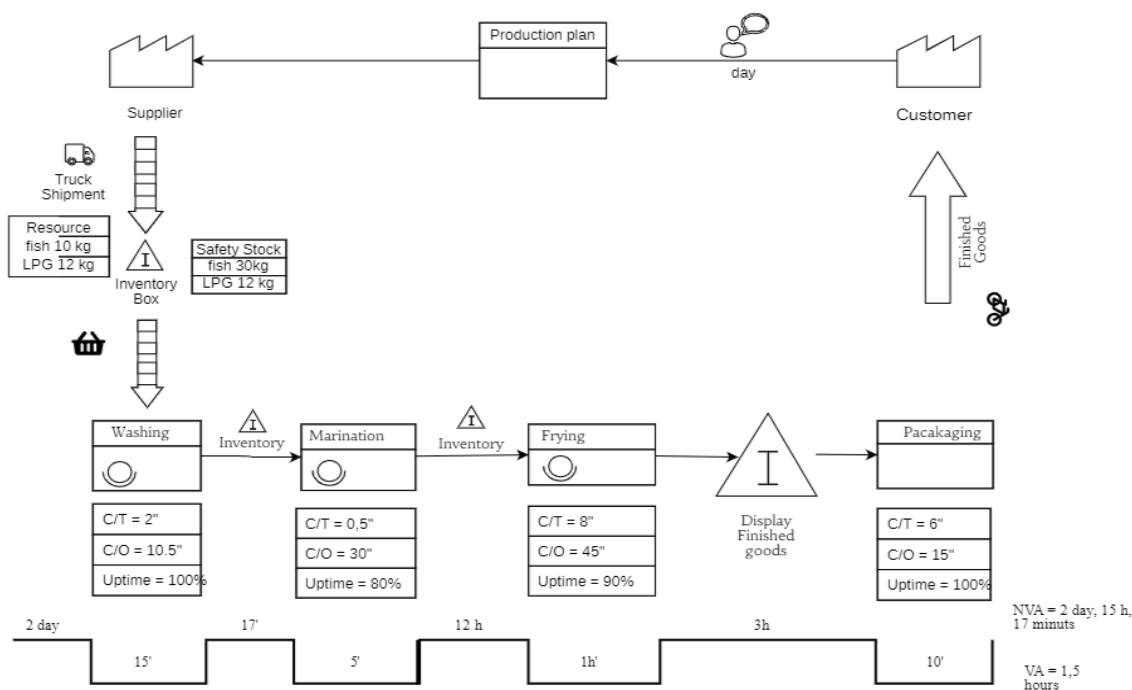 Production plan
day
Supplier
Customer
Truck
Shipment
Resource
fish 10 kg
LPG 12 kg
I
Inventory
Box
Safety Stock
fish 30kg
LPG 12 kg
Finished
Goods
Washing
I
Inventory
Marination
I
Inventory
Frying
I
Display
Finished
goods
Pacakaging
C/T = 2"
C/O = 10.5"
Uptime = 100%
C/T = 0,5"
C/O = 30"
Uptime = 80%
C/T = 8"
C/O = 45"
Uptime = 90%
C/T = 6"
C/O = 15"
Uptime = 100%
2 day
15'
17'
5'
12 h
1h'
3h
10'
NVA = 2 day, 15 h,
17 minuts
VA = 1,5
hours